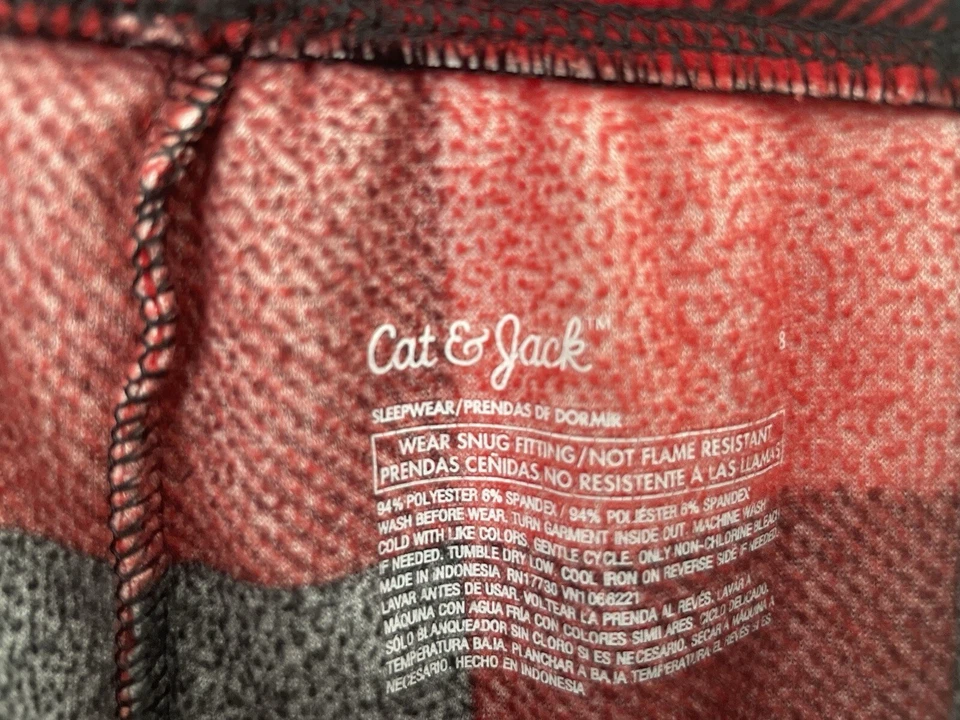 Cat & Jack™
8
SLEEPWEAR/PRENDAS DE DORMIR
WEAR SNUG FITTING/NOT FLAME RESISTANT
PRENDAS CEÑIDAS NO RESISTENTE A LAS LLAMAS
94% POLYESTER 6% SPANDEX / 94% POLIÉSTER 6% SPANDEX
WASH BEFORE WEAR. TURN GARMENT INSIDE OUT. MACHINE WASH
COLD WITH LIKE COLORS, GENTLE CYCLE. ONLY NON-CHLORINE BLEACH
IF NEEDED. TUMBLE DRY LOW. COOL IRON ON REVERSE SIDE IF NEEDED.
MADE IN INDONESIA RN17730 VN1066221
LAVAR ANTES DE USAR. VOLTEAR LA PRENDA AL REVÉS. LAVAR A
MÁQUINA CON AGUA FRÍA CON COLORES SIMILARES. CICLO DELICADO.
SÓLO BLANQUEADOR SIN CLORO SI ES NECESARIO. SECAR A MÁQUINA A
TEMPERATURA BAJA. PLANCHAR A BAJA TEMPERATURA EL REVÉS SI ES
NECESARIO. HECHO EN INDONESIA